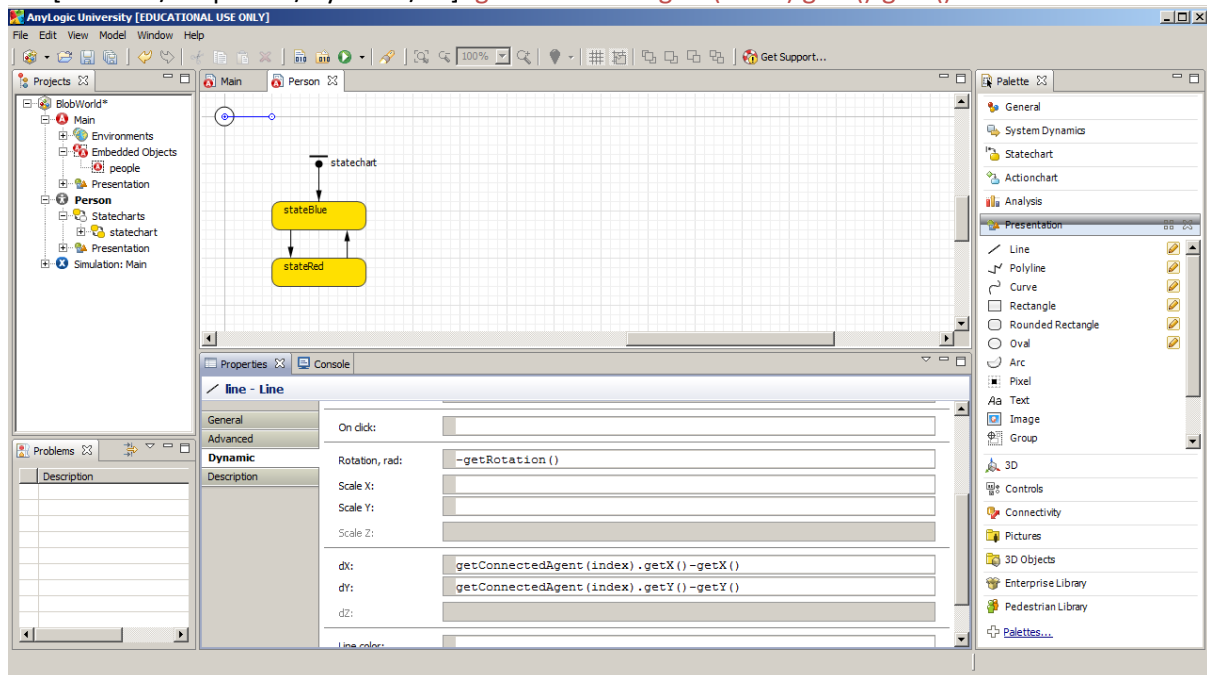 AnyLogic University [EDUCATIONAL USE ONLY]
File Edit View Model Window Help
100% Get Support...
Projects
BlobWorld*
Main
Environments
Embedded Objects
people
Presentation
Person
Statecharts
statechart
Presentation
Simulation: Main
Problems
Description
Main Person
statechart
stateBlue
stateRed
Properties Console
line - Line
General
Advanced
Dynamic
Description
On click:
Rotation, rad: -getRotation()
Scale X:
Scale Y:
Scale Z:
dX: getConnectedAgent(index).getX()-getX()
dY: getConnectedAgent(index).getY()-getY()
dZ:
Line color:
Palette
General
System Dynamics
Statechart
Actionchart
Analysis
Presentation
Line
Polyline
Curve
Rectangle
Rounded Rectangle
Oval
Arc
Pixel
Aa Text
Image
Group
3D
Controls
Connectivity
Pictures
3D Objects
Enterprise Library
Pedestrian Library
Palettes...